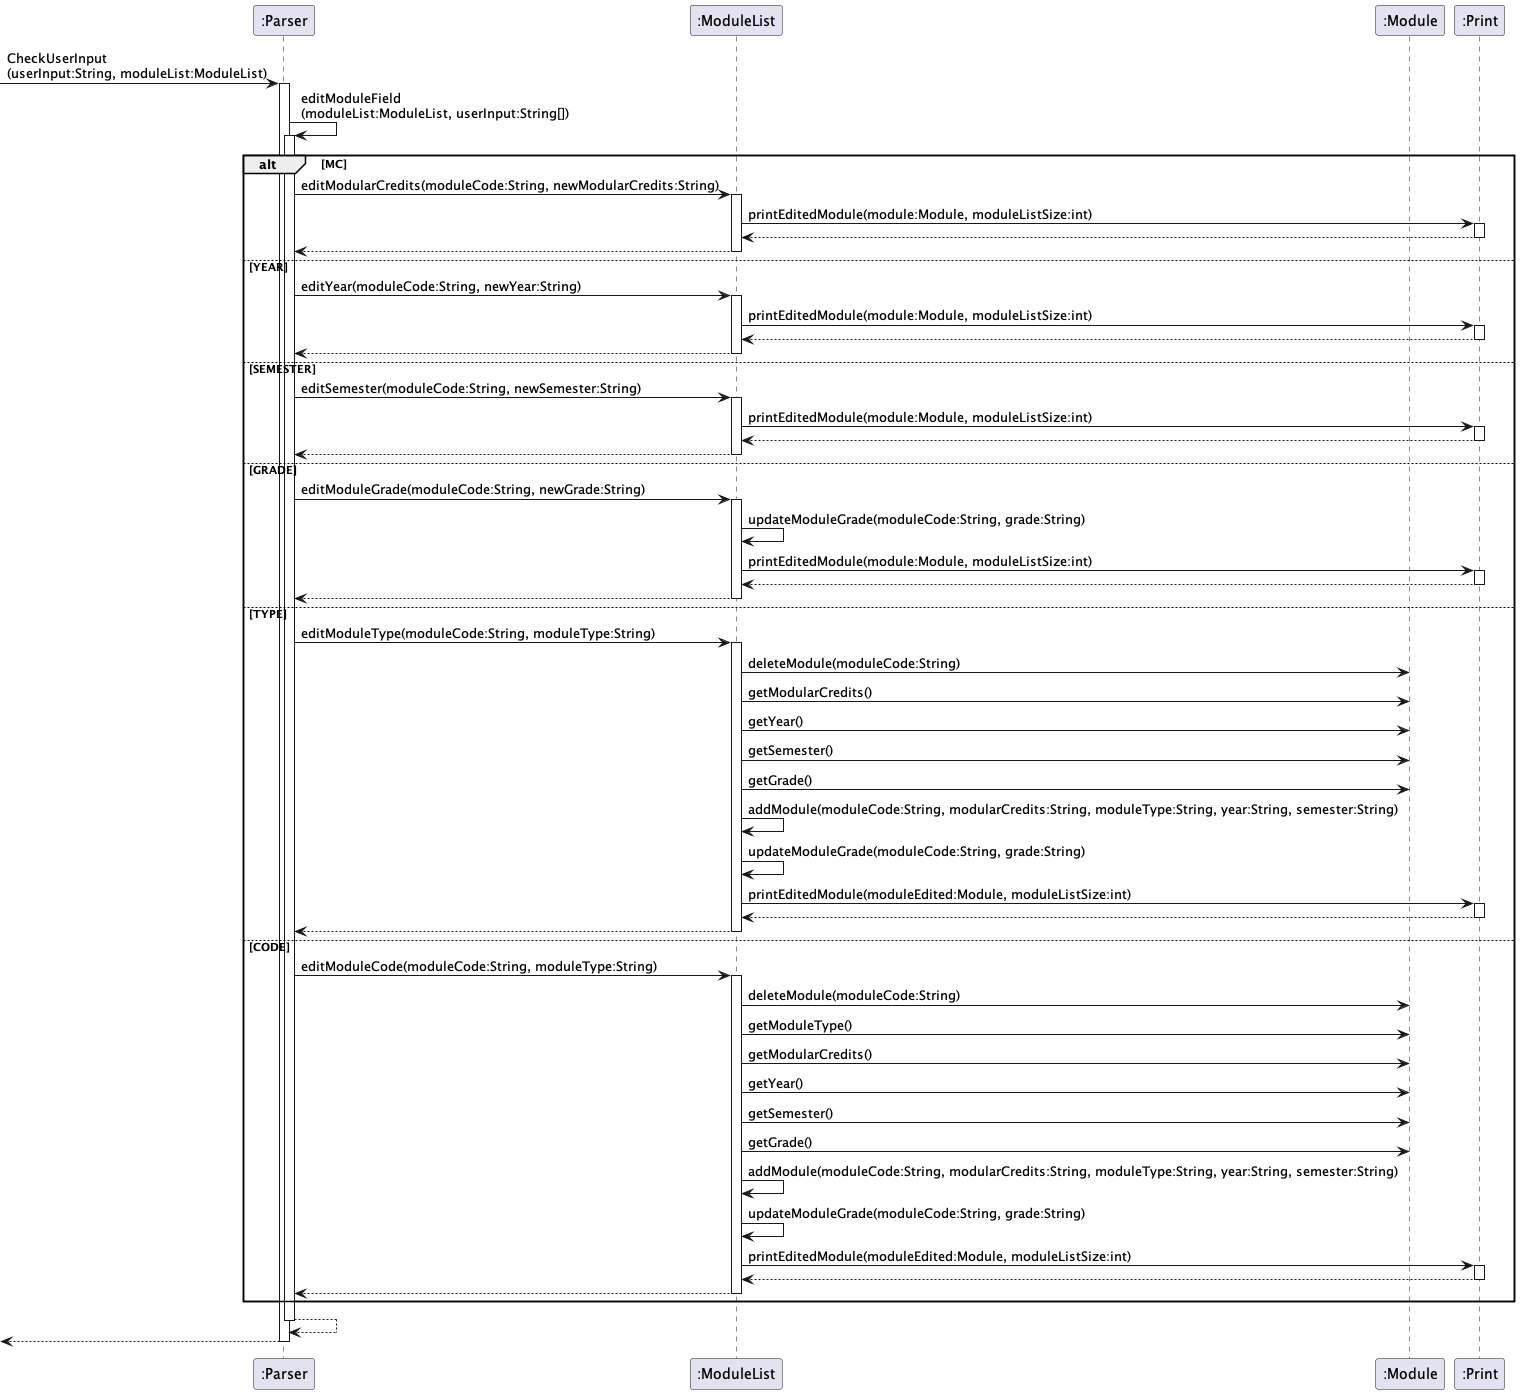 :Parser
:ModuleList
:Module
:Print
CheckUserInput
(userInput:String, moduleList:ModuleList)
editModuleField
(moduleList:ModuleList, userInput:String[])
alt
[MC]
editModularCredits(moduleCode:String, newModularCredits:String)
printEditedModule(module:Module, moduleListSize:int)
[YEAR]
editYear(moduleCode:String, newYear:String)
printEditedModule(module:Module, moduleListSize:int)
[SEMESTER]
editSemester(moduleCode:String, newSemester:String)
printEditedModule(module:Module, moduleListSize:int)
[GRADE]
editModuleGrade(moduleCode:String, newGrade:String)
updateModuleGrade(moduleCode:String, grade:String)
printEditedModule(module:Module, moduleListSize:int)
[TYPE]
editModuleType(moduleCode:String, moduleType:String)
deleteModule(moduleCode:String)
getModularCredits()
getYear()
getSemester()
getGrade()
addModule(moduleCode:String, modularCredits:String, moduleType:String, year:String, semester:String)
updateModuleGrade(moduleCode:String, grade:String)
printEditedModule(moduleEdited:Module, moduleListSize:int)
[CODE]
editModuleCode(moduleCode:String, moduleType:String)
deleteModule(moduleCode:String)
getModuleType()
getModularCredits()
getYear()
getSemester()
getGrade()
addModule(moduleCode:String, modularCredits:String, moduleType:String, year:String, semester:String)
updateModuleGrade(moduleCode:String, grade:String)
printEditedModule(moduleEdited:Module, moduleListSize:int)
:Parser
:ModuleList
:Module
:Print